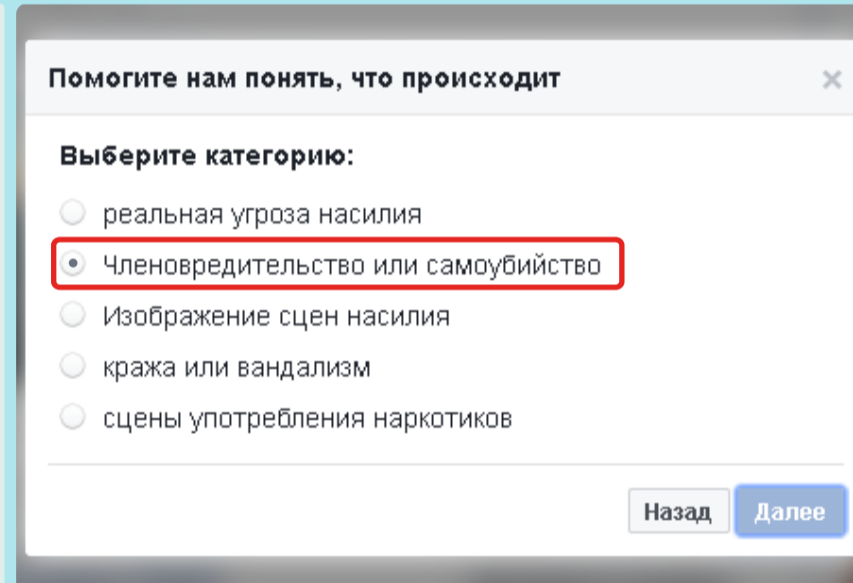 Помогите нам понять, что происходит
Выберите категорию:
реальная угроза насилия
Членовредительство или самоубийство
Изображение сцен насилия
кража или вандализм
сцены употребления наркотиков
Назад Далее